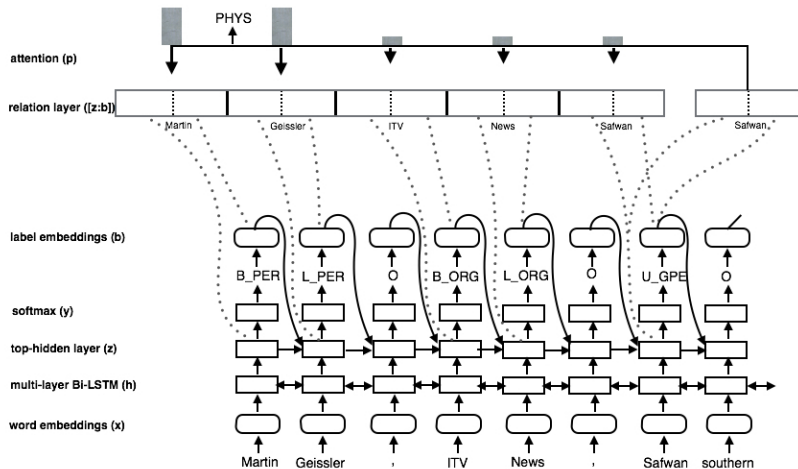 PHYS
attention (p)
relation layer ([z:b])
Martin Geissler ITV News Safwan Safwan
label embeddings (b)
B_PER L_PER O B_ORG L_ORG O U_GPE O
softmax (y)
top-hidden layer (z)
multi-layer Bi-LSTM (h)
word embeddings (x)
Martin Geissler , ITV News , Safwan southern